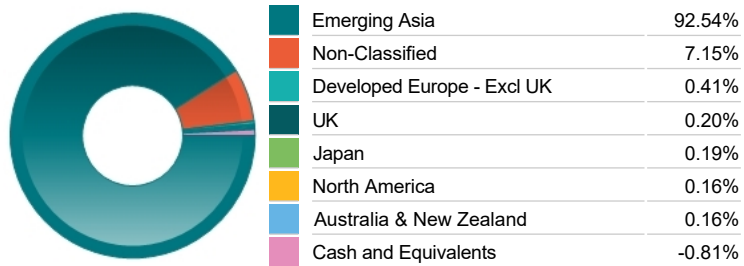 Emerging Asia 92.54%
Non-Classified 7.15%
Developed Europe - Excl UK 0.41%
UK 0.20%
Japan 0.19%
North America 0.16%
Australia & New Zealand 0.16%
Cash and Equivalents -0.81%